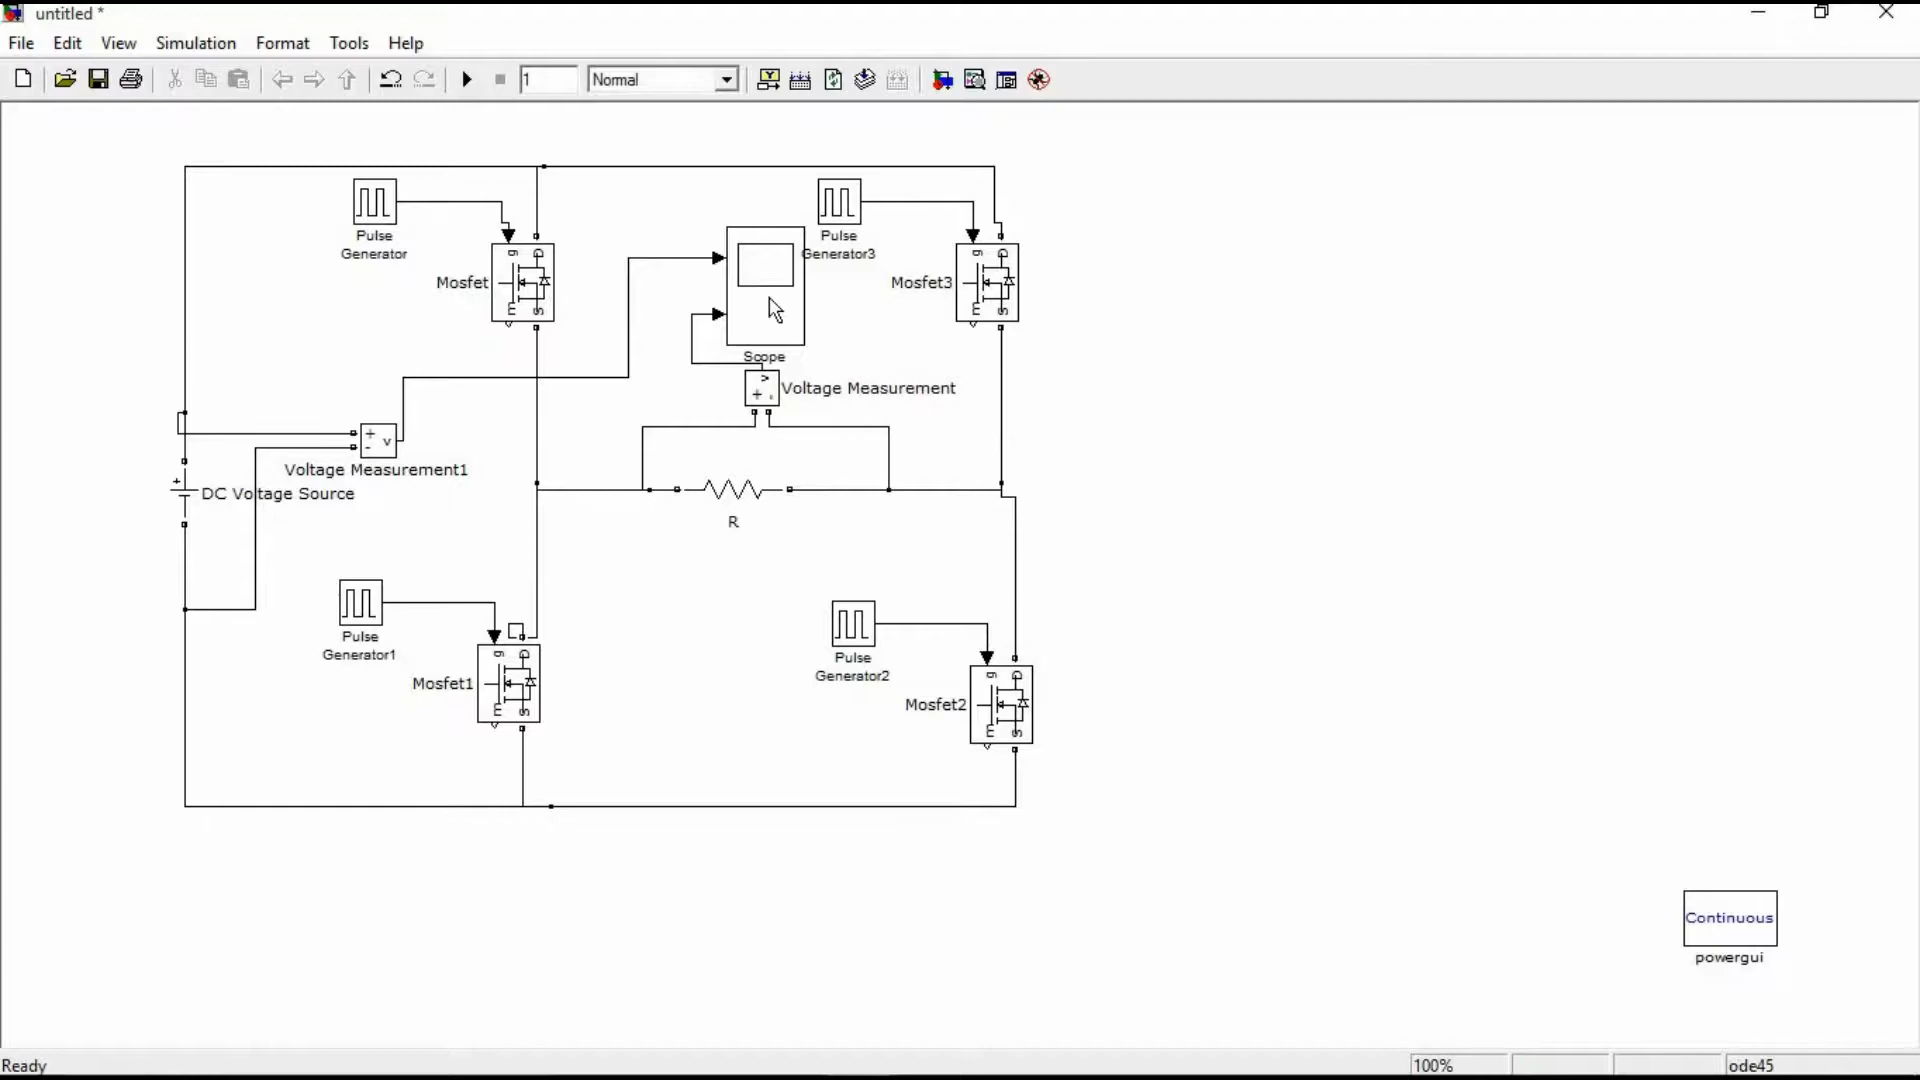 untitled *
File Edit View Simulation Format Tools Help
1 Normal
Pulse
Generator
Pulse
Generator3
g D
Mosfet
m S
g D
Mosfet3
m S
Scope
v
+ -
Voltage Measurement
+
-
v
Voltage Measurement1
+
DC Voltage Source
R
Pulse
Generator1
Pulse
Generator2
g D
Mosfet1
m S
g D
Mosfet2
m S
Continuous
powergui
Ready 100% ode45